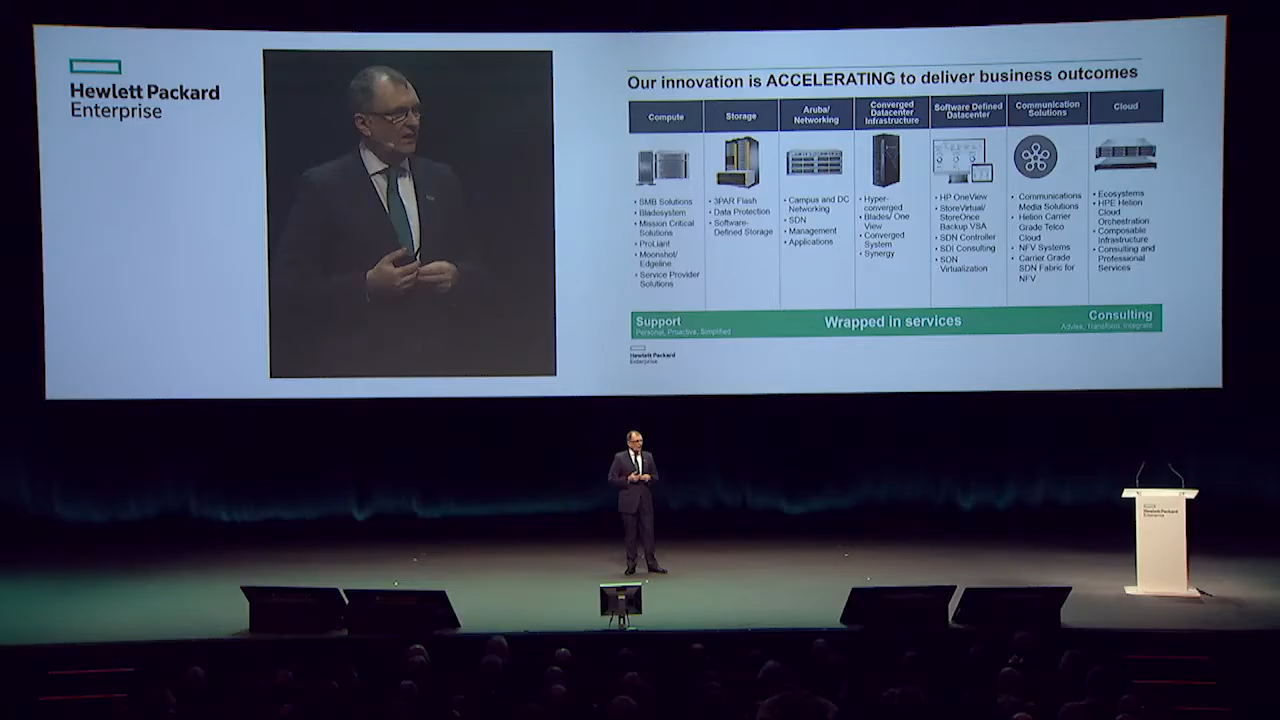 Hewlett Packard
Enterprise
Our innovation is ACCELERATING to deliver business outcomes
Compute
Storage
Aruba/
Networking
Converged
Datacenter
Infrastructure
Software Defined
Datacenter
Communication
Solutions
Cloud
• SMB Solutions
• Bladesystem
• Mission Critical
Solutions
• ProLiant
• Moonshot/
Edgeline
• Service Provider
Solutions
• 3PAR Flash
• Data Protection
• Software-
Defined Storage
• Campus and DC
Networking
• SDN
• Management
• Applications
• Hyper-
converged
• Blades/ One
View
• Converged
System
• Synergy
• HP OneView
• StoreVirtual/
StoreOnce
Backup VSA
• SDN Controller
• SDI Consulting
• SDN
Virtualization
• Communications
Media Solutions
• Helion Carrier
Grade Telco
Cloud
• NFV Systems
• Carrier Grade
SDN Fabric for
NFV
• Ecosystems
• HPE Helion
Cloud
Orchestration
• Composable
Infrastructure
• Consulting and
Professional
Services
Support
Personal, Proactive, Simplified
Wrapped in services
Consulting
Advise, Transform, Integrate
Hewlett Packard
Enterprise
Hewlett Packard
Enterprise